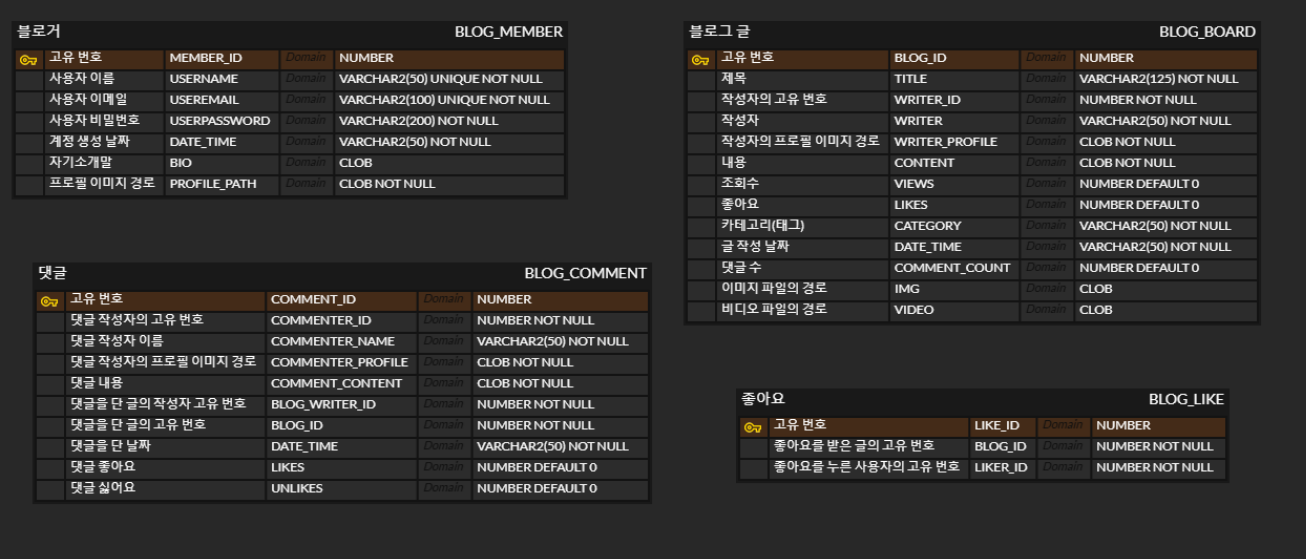 블로거 BLOG_MEMBER
고유 번호 MEMBER_ID Domain NUMBER
사용자 이름 USERNAME Domain VARCHAR2(50) UNIQUE NOT NULL
사용자 이메일 USEREMAIL Domain VARCHAR2(100) UNIQUE NOT NULL
사용자 비밀번호 USERPASSWORD Domain VARCHAR2(200) NOT NULL
계정 생성 날짜 DATE_TIME Domain VARCHAR2(50) NOT NULL
자기소개말 BIO Domain CLOB
프로필 이미지 경로 PROFILE_PATH Domain CLOB NOT NULL
블로그 글 BLOG_BOARD
고유 번호 BLOG_ID Domain NUMBER
제목 TITLE Domain VARCHAR2(125) NOT NULL
작성자의 고유 번호 WRITER_ID Domain NUMBER NOT NULL
작성자 WRITER Domain VARCHAR2(50) NOT NULL
작성자의 프로필 이미지 경로 WRITER_PROFILE Domain CLOB NOT NULL
내용 CONTENT Domain CLOB NOT NULL
조회수 VIEWS Domain NUMBER DEFAULT 0
좋아요 LIKES Domain NUMBER DEFAULT 0
카테고리(태그) CATEGORY Domain VARCHAR2(50) NOT NULL
글 작성 날짜 DATE_TIME Domain VARCHAR2(50) NOT NULL
댓글 수 COMMENT_COUNT Domain NUMBER DEFAULT 0
이미지 파일의 경로 IMG Domain CLOB
비디오 파일의 경로 VIDEO Domain CLOB
댓글 BLOG_COMMENT
고유 번호 COMMENT_ID Domain NUMBER
댓글 작성자의 고유 번호 COMMENTER_ID Domain NUMBER NOT NULL
댓글 작성자 이름 COMMENTER_NAME Domain VARCHAR2(50) NOT NULL
댓글 작성자의 프로필 이미지 경로 COMMENTER_PROFILE Domain CLOB NOT NULL
댓글 내용 COMMENT_CONTENT Domain CLOB NOT NULL
댓글을 단 글의 작성자 고유 번호 BLOG_WRITER_ID Domain NUMBER NOT NULL
댓글을 단 글의 고유 번호 BLOG_ID Domain NUMBER NOT NULL
댓글을 단 날짜 DATE_TIME Domain VARCHAR2(50) NOT NULL
댓글 좋아요 LIKES Domain NUMBER DEFAULT 0
댓글 싫어요 UNLIKES Domain NUMBER DEFAULT 0
좋아요 BLOG_LIKE
고유 번호 LIKE_ID Domain NUMBER
좋아요를 받은 글의 고유 번호 BLOG_ID Domain NUMBER NOT NULL
좋아요를 누른 사용자의 고유 번호 LIKER_ID Domain NUMBER NOT NULL